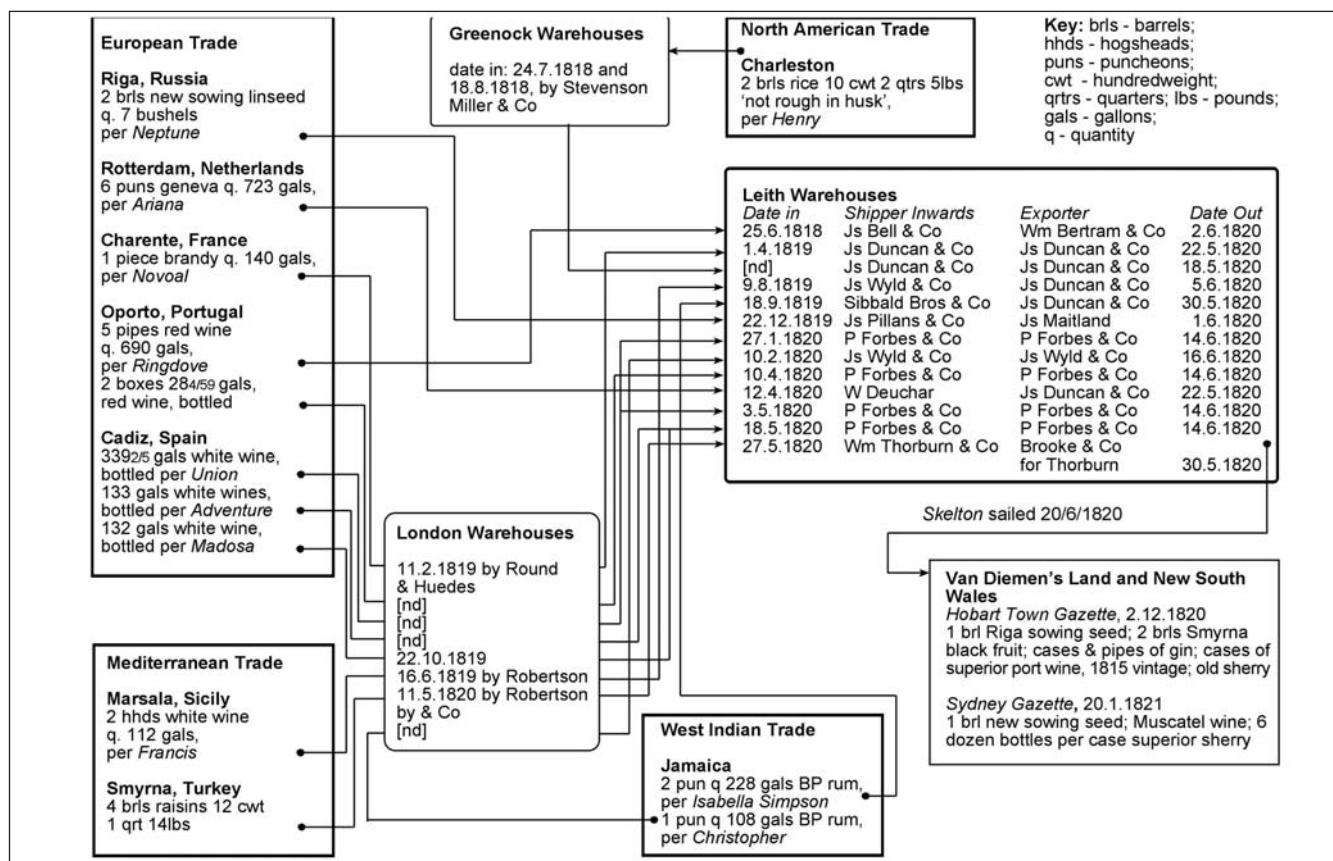 European Trade
Riga, Russia
2 brls new sowing linseed
q. 7 bushels
per Neptune
Rotterdam, Netherlands
6 puns geneva q. 723 gals,
per Ariana
Charente, France
1 piece brandy q. 140 gals,
per Novoal
Oporto, Portugal
5 pipes red wine
q. 690 gals,
per Ringdove
2 boxes 284/59 gals,
red wine, bottled
Cadiz, Spain
3392/5 gals white wine,
bottled per Union
133 gals white wines,
bottled per Adventure
132 gals white wine,
bottled per Madosa
Mediterranean Trade
Marsala, Sicily
2 hhds white wine
q. 112 gals,
per Francis
Smyrna, Turkey
4 brls raisins 12 cwt
1 qrt 14lbs
Greenock Warehouses
date in: 24.7.1818 and
18.8.1818, by Stevenson
Miller & Co
North American Trade
Charleston
2 brls rice 10 cwt 2 qtrs 5lbs
‘not rough in husk’,
per Henry
Key: brls - barrels;
hhds - hogsheads;
puns - puncheons;
cwt - hundredweight;
qrtrs - quarters; lbs - pounds;
gals - gallons;
q - quantity
Leith Warehouses
Date in Shipper Inwards Exporter Date Out
25.6.1818 Js Bell & Co Wm Bertram & Co 2.6.1820
1.4.1819 Js Duncan & Co Js Duncan & Co 22.5.1820
[nd] Js Duncan & Co Js Duncan & Co 18.5.1820
9.8.1819 Js Wyld & Co Js Duncan & Co 5.6.1820
18.9.1819 Sibbald Bros & Co Js Duncan & Co 30.5.1820
22.12.1819 Js Pillans & Co Js Maitland 1.6.1820
27.1.1820 P Forbes & Co P Forbes & Co 14.6.1820
10.2.1820 Js Wyld & Co Js Wyld & Co 16.6.1820
10.4.1820 P Forbes & Co P Forbes & Co 14.6.1820
12.4.1820 W Deuchar Js Duncan & Co 22.5.1820
3.5.1820 P Forbes & Co P Forbes & Co 14.6.1820
18.5.1820 P Forbes & Co P Forbes & Co 14.6.1820
27.5.1820 Wm Thorburn & Co Brooke & Co
for Thorburn 30.5.1820
Skelton sailed 20/6/1820
London Warehouses
11.2.1819 by Round
& Huedes
[nd]
[nd]
[nd]
22.10.1819
16.6.1819 by Robertson
11.5.1820 by Robertson
by & Co
[nd]
West Indian Trade
Jamaica
2 pun q 228 gals BP rum,
per Isabella Simpson
1 pun q 108 gals BP rum,
per Christopher
Van Diemen’s Land and New South
Wales
Hobart Town Gazette, 2.12.1820
1 brl Riga sowing seed; 2 brls Smyrna
black fruit; cases & pipes of gin; cases of
superior port wine, 1815 vintage; old sherry
Sydney Gazette, 20.1.1821
1 brl new sowing seed; Muscatel wine; 6
dozen bottles per case superior sherry